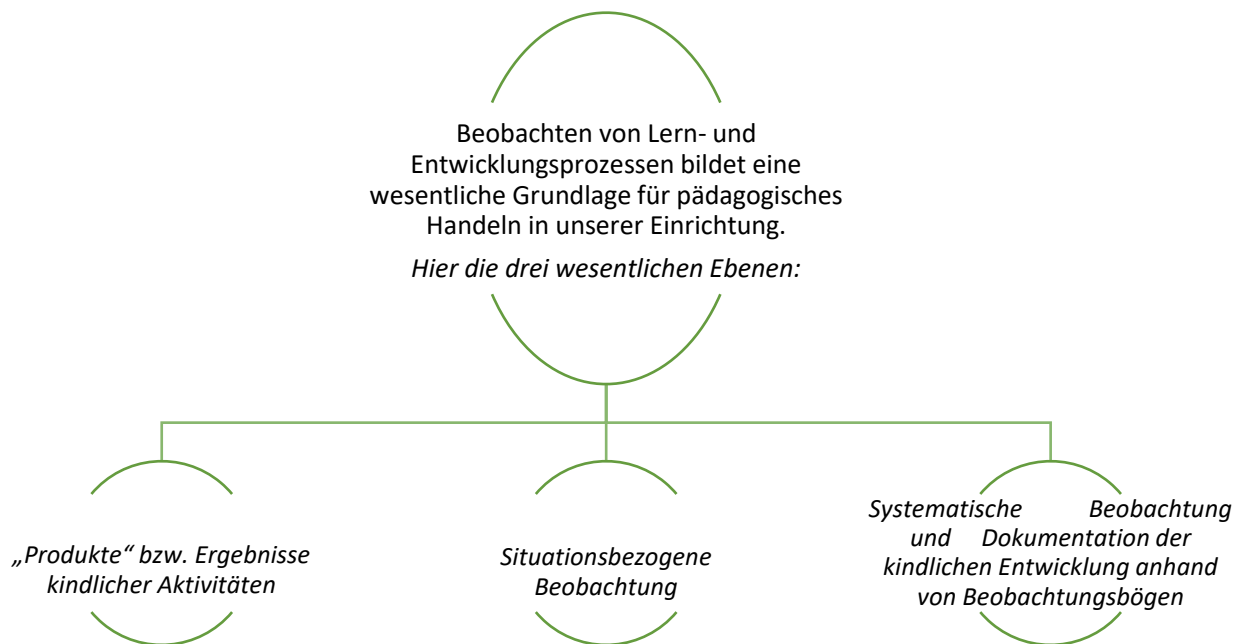 Beobachten von Lern- und
Entwicklungsprozessen bildet eine
wesentliche Grundlage für pädagogisches
Handeln in unserer Einrichtung.
Hier die drei wesentlichen Ebenen:
„Produkte“ bzw. Ergebnisse
kindlicher Aktivitäten
Situationsbezogene
Beobachtung
Systematische Beobachtung
und Dokumentation der
kindlichen Entwicklung anhand
von Beobachtungsbögen